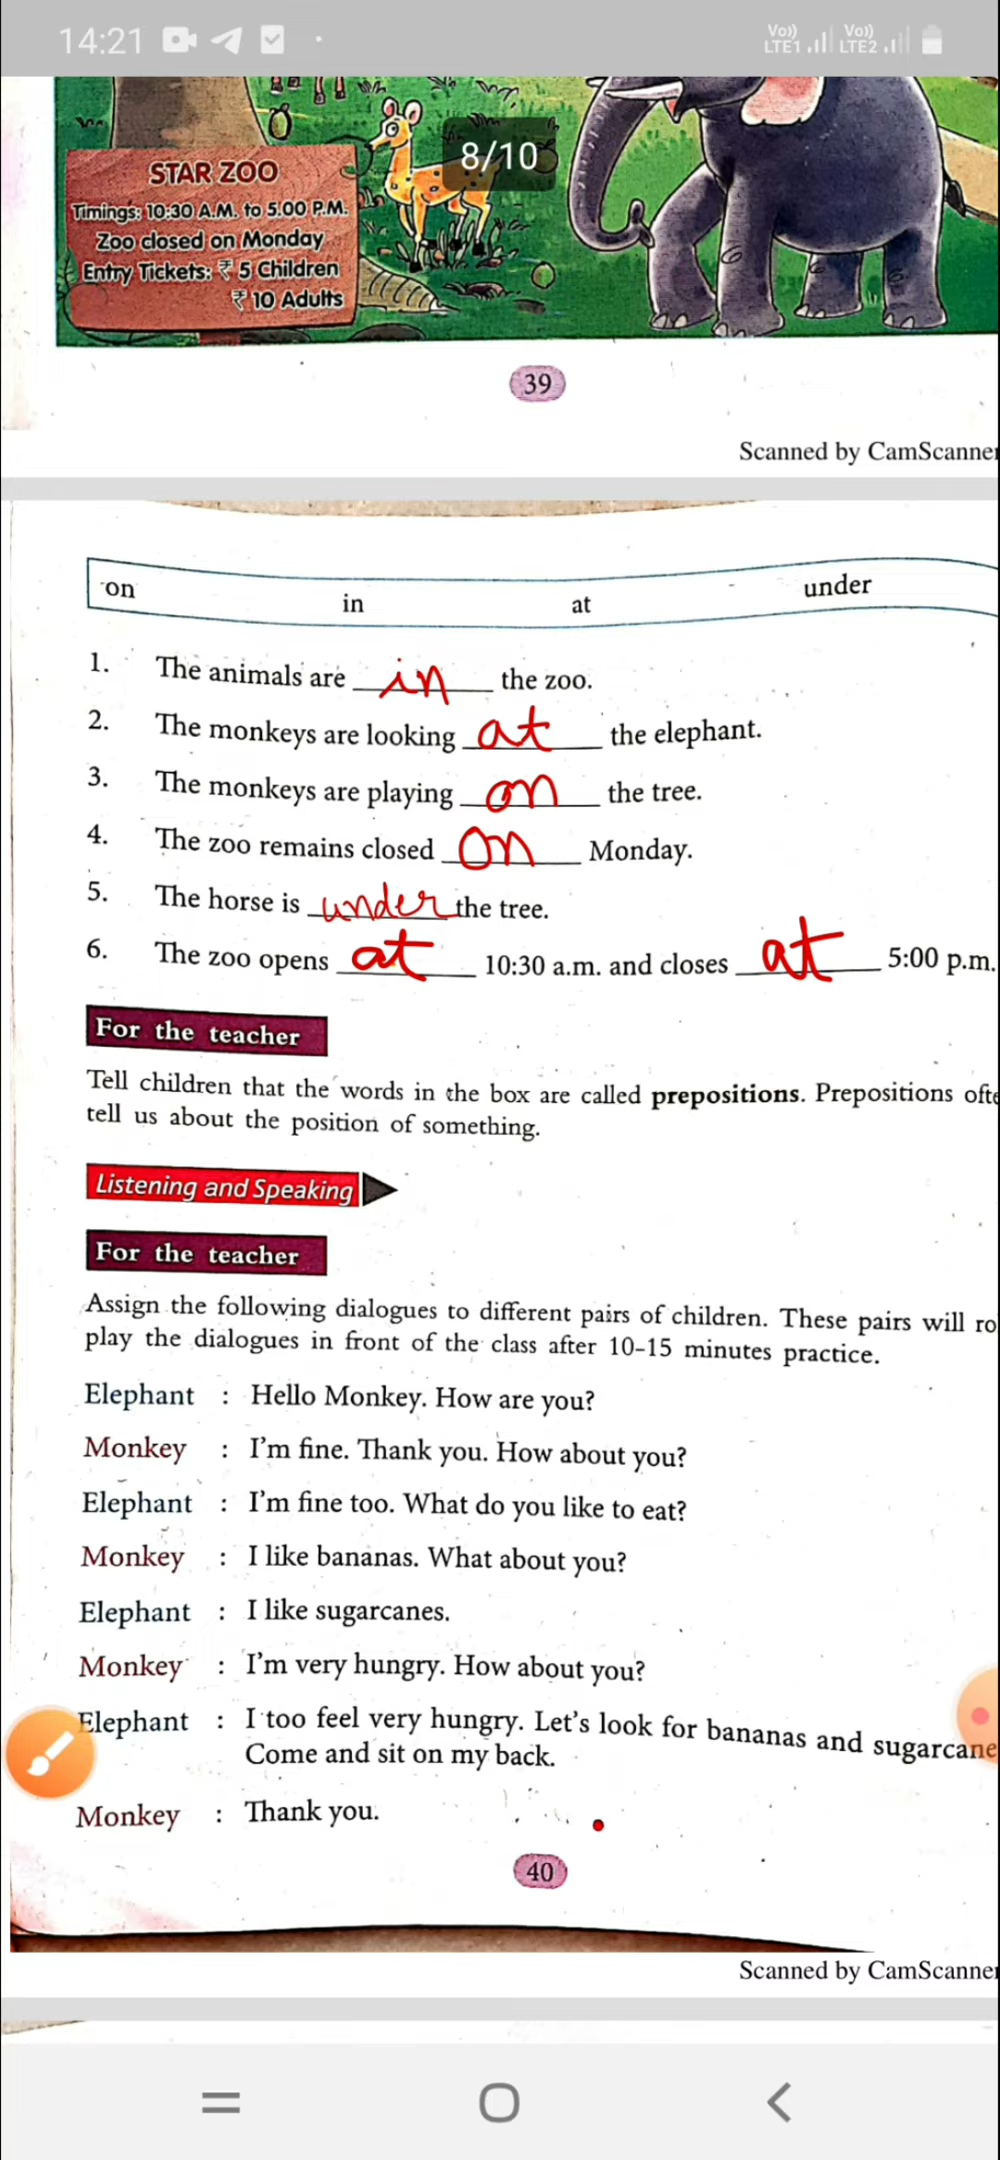 14:21
Vo)) LTE1 Vo)) LTE2
8/10
STAR ZOO
Timings: 10:30 A.M. to 5.00 P.M.
Zoo closed on Monday
Entry Tickets: ₹ 5 Children
₹ 10 Adults
39
Scanned by CamScanner
on in at under
1. The animals are in the zoo.
2. The monkeys are looking at the elephant.
3. The monkeys are playing on the tree.
4. The zoo remains closed on Monday.
5. The horse is under the tree.
6. The zoo opens at 10:30 a.m. and closes at 5:00 p.m.
For the teacher
Tell children that the words in the box are called prepositions. Prepositions ofte
tell us about the position of something.
Listening and Speaking
For the teacher
Assign the following dialogues to different pairs of children. These pairs will ro
play the dialogues in front of the class after 10-15 minutes practice.
Elephant : Hello Monkey. How are you?
Monkey : I'm fine. Thank you. How about you?
Elephant : I'm fine too. What do you like to eat?
Monkey : I like bananas. What about you?
Elephant : I like sugarcanes.
Monkey : I'm very hungry. How about you?
Elephant : I too feel very hungry. Let's look for bananas and sugarcane
Come and sit on my back.
Monkey : Thank you.
40
Scanned by CamScanner